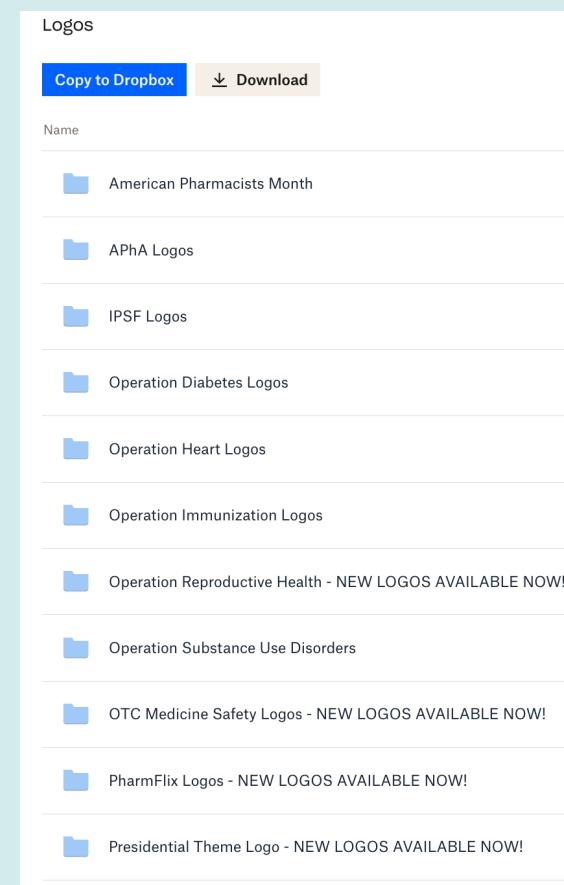 Logos
Copy to Dropbox
Download
Name
American Pharmacists Month
APhA Logos
IPSF Logos
Operation Diabetes Logos
Operation Heart Logos
Operation Immunization Logos
Operation Reproductive Health - NEW LOGOS AVAILABLE NOW!
Operation Substance Use Disorders
OTC Medicine Safety Logos - NEW LOGOS AVAILABLE NOW!
PharmFlix Logos - NEW LOGOS AVAILABLE NOW!
Presidential Theme Logo - NEW LOGOS AVAILABLE NOW!